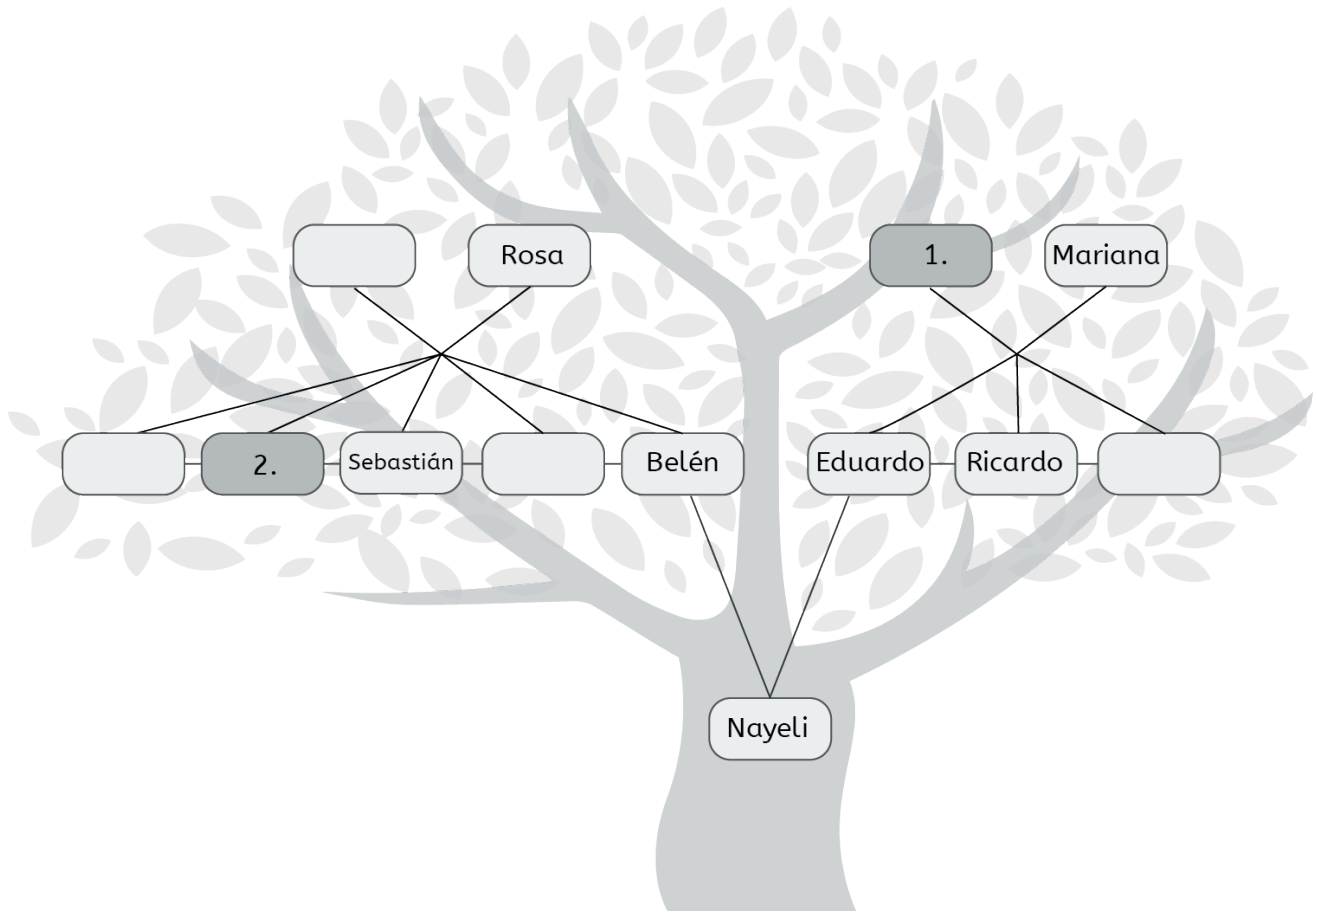 Rosa
1.
Mariana
2.
Sebastián
Belén
Eduardo
Ricardo
Nayeli